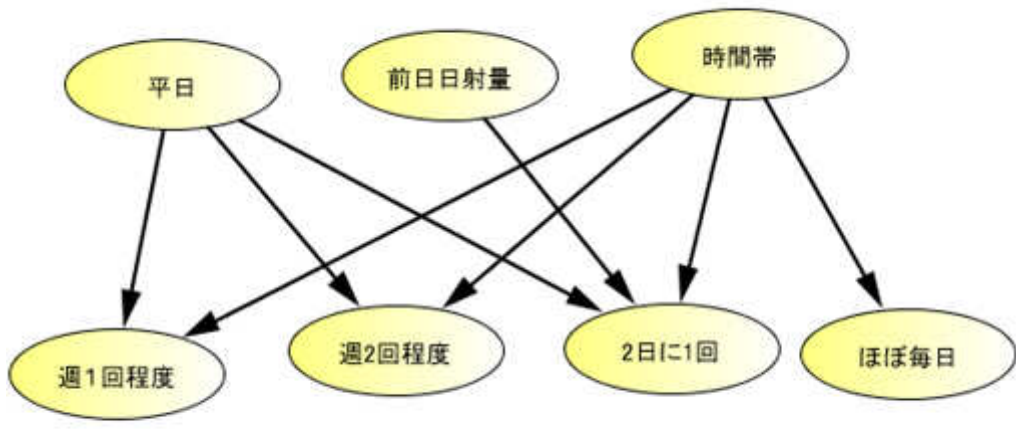 平日
前日日射量
時間帯
週1回程度
週2回程度
2日に1回
ほぼ毎日